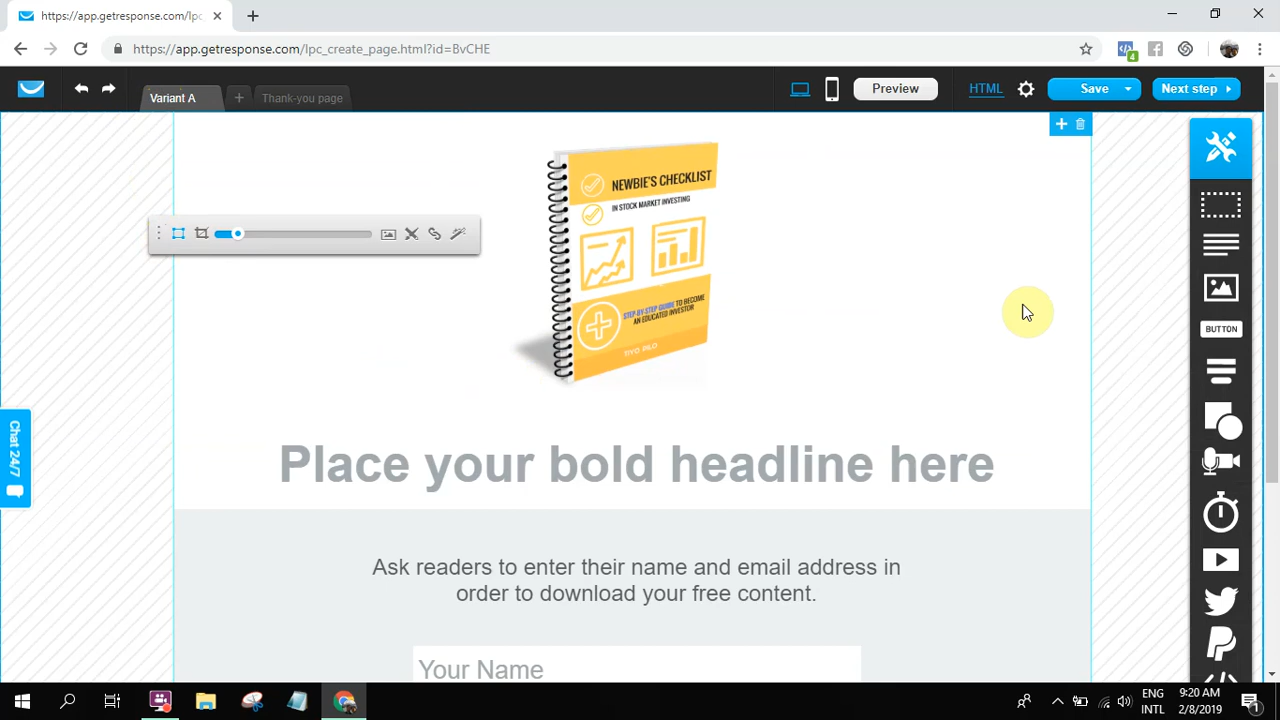 https://app.getresponse.com/lpc
https://app.getresponse.com/lpc_create_page.html?id=BvCHE
4
Variant A
Thank-you page
Preview
HTML
Save
Next step
NEWBIE'S CHECKLIST
IN STOCK MARKET INVESTING
STEP-BY-STEP GUIDE TO BECOME
AN EDUCATED INVESTOR
BUTTON
Chat 24/7
Place your bold headline here
Ask readers to enter their name and email address in
order to download your free content.
Your Name
ENG
INTL
9:20 AM
2/8/2019
1